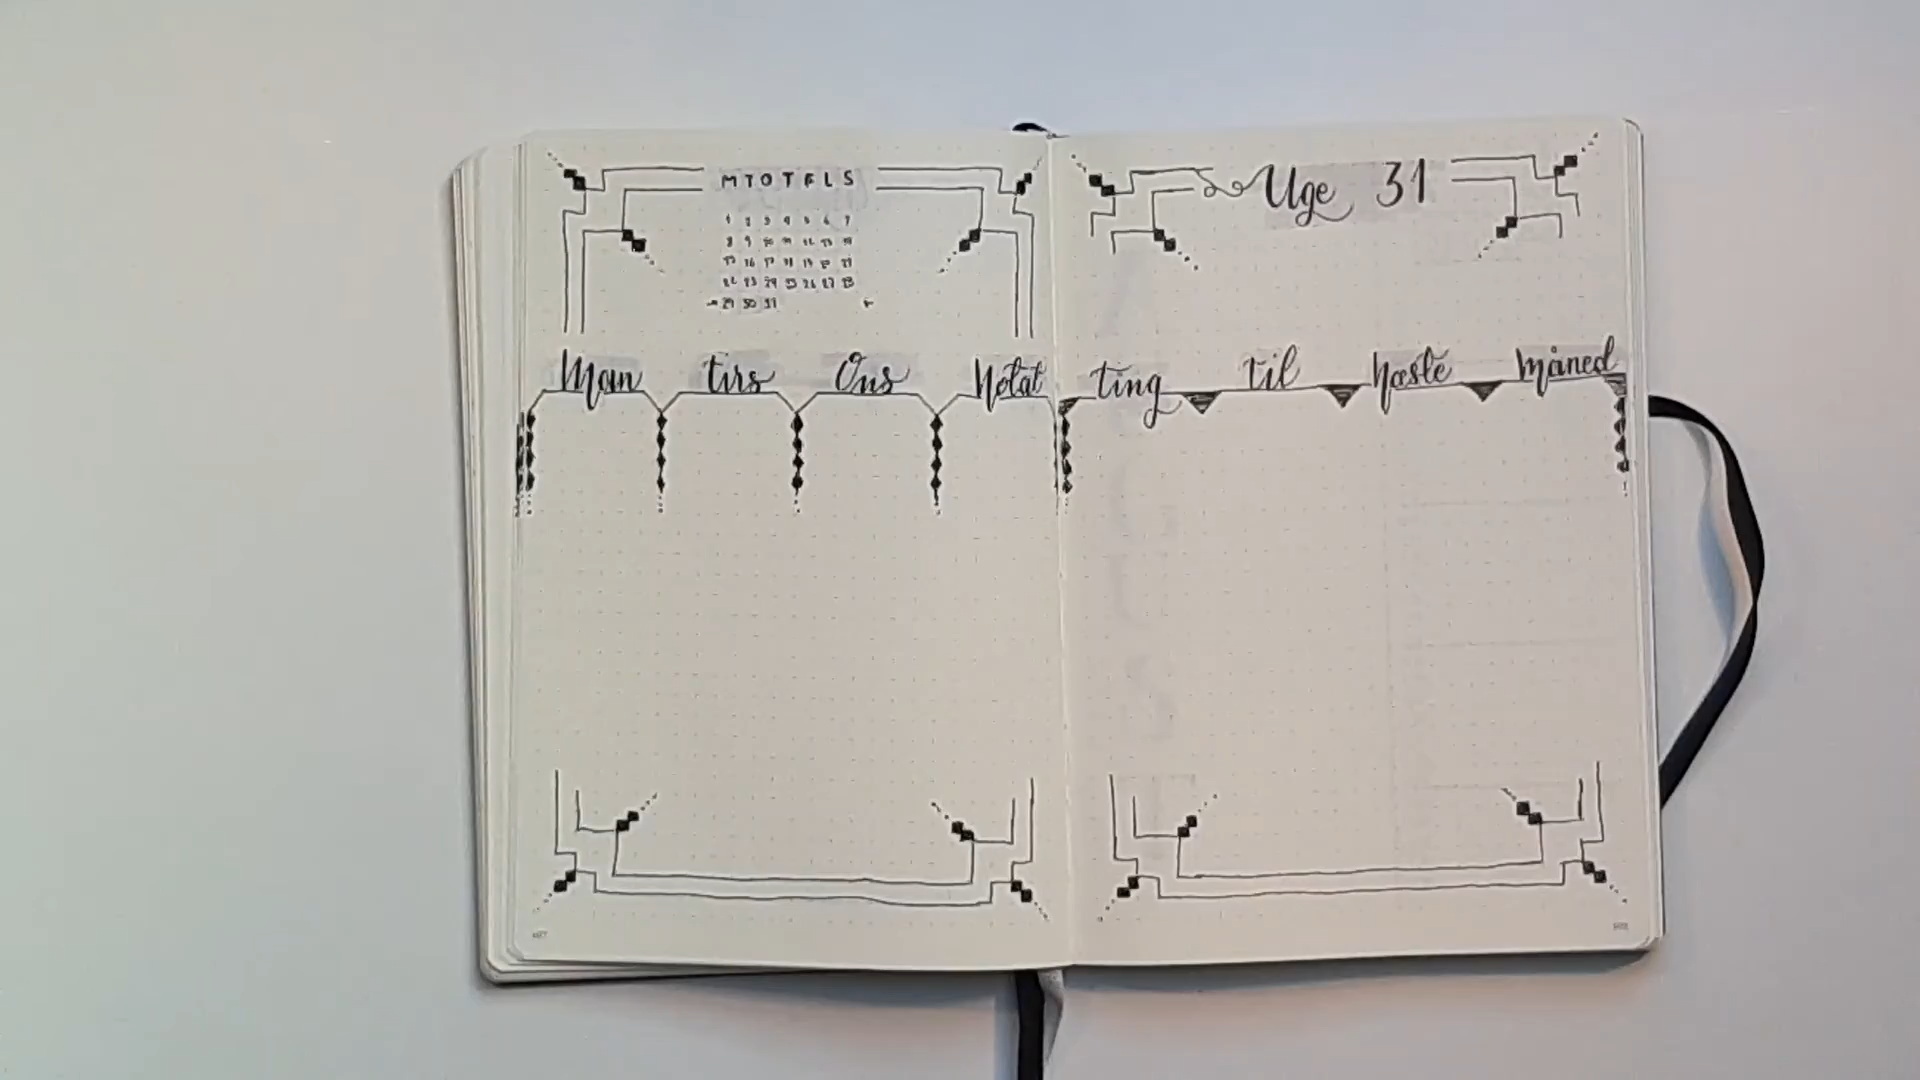 M T O T F L S
1 2 3 4 5 6 7
8 9 10 11 12 13 14
15 16 17 18 19 20 21
22 23 24 25 26 27 28
29 30 31
Uge 31
Man Tirs Ons Notat
Ting Til Næste måned